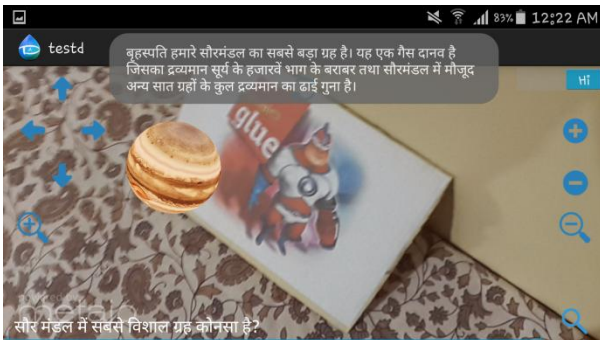 83% 12:22 AM
testd
बृहस्पति हमारे सौरमंडल का सबसे बड़ा ग्रह है। यह एक गैस दानव है
जिसका द्रव्यमान सूर्य के हजारवें भाग के बराबर तथा सौरमंडल में मौजूद
अन्य सात ग्रहों के कुल द्रव्यमान का ढाई गुना है।
Hi
glue
सौर मंडल में सबसे विशाल ग्रह कोनसा है?